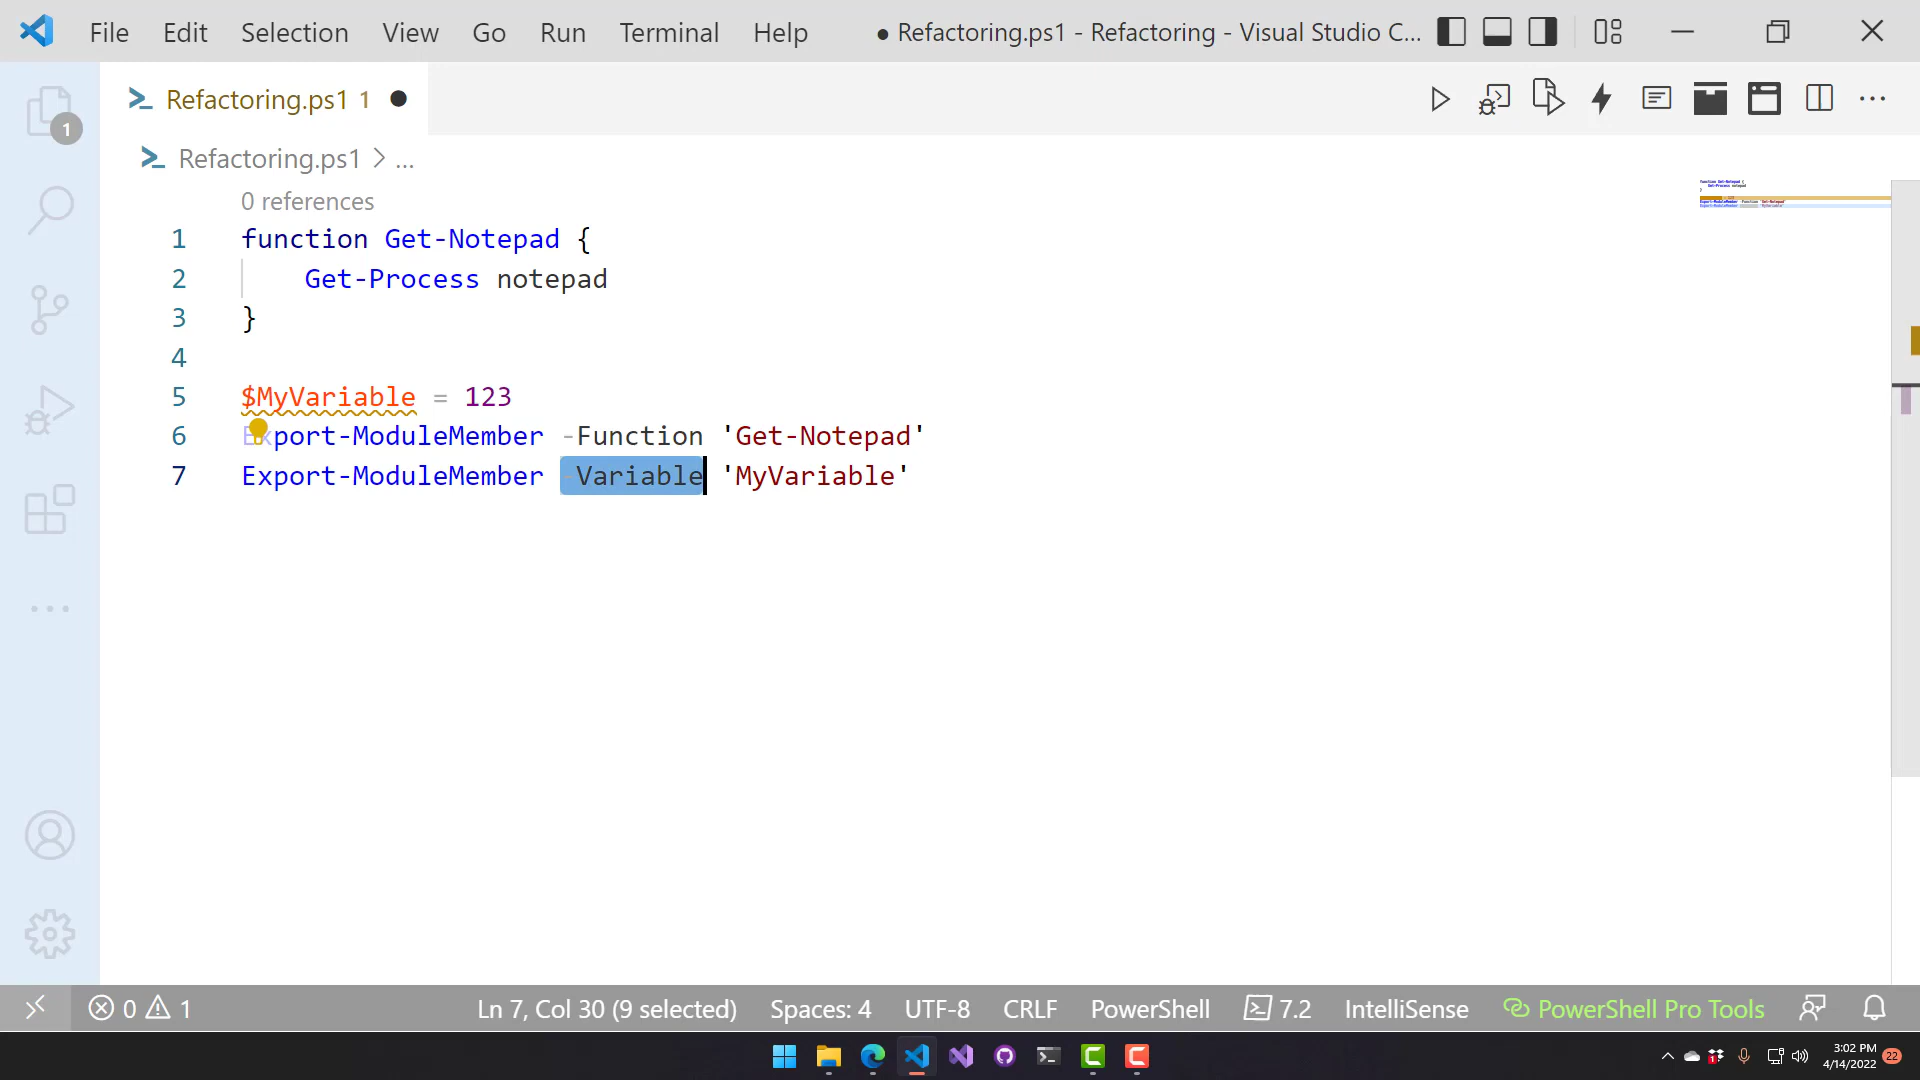 File Edit Selection View Go Run Terminal Help ● Refactoring.ps1 - Refactoring - Visual Studio C...
Refactoring.ps1 1 ●
1
Refactoring.ps1 > ...
0 references
1 function Get-Notepad {
2 Get-Process notepad
3 }
4
5 $MyVariable = 123
6 Export-ModuleMember -Function 'Get-Notepad'
7 Export-ModuleMember -Variable 'MyVariable'
0 1 Ln 7, Col 30 (9 selected) Spaces: 4 UTF-8 CRLF PowerShell 7.2 IntelliSense PowerShell Pro Tools
3:02 PM
4/14/2022
22